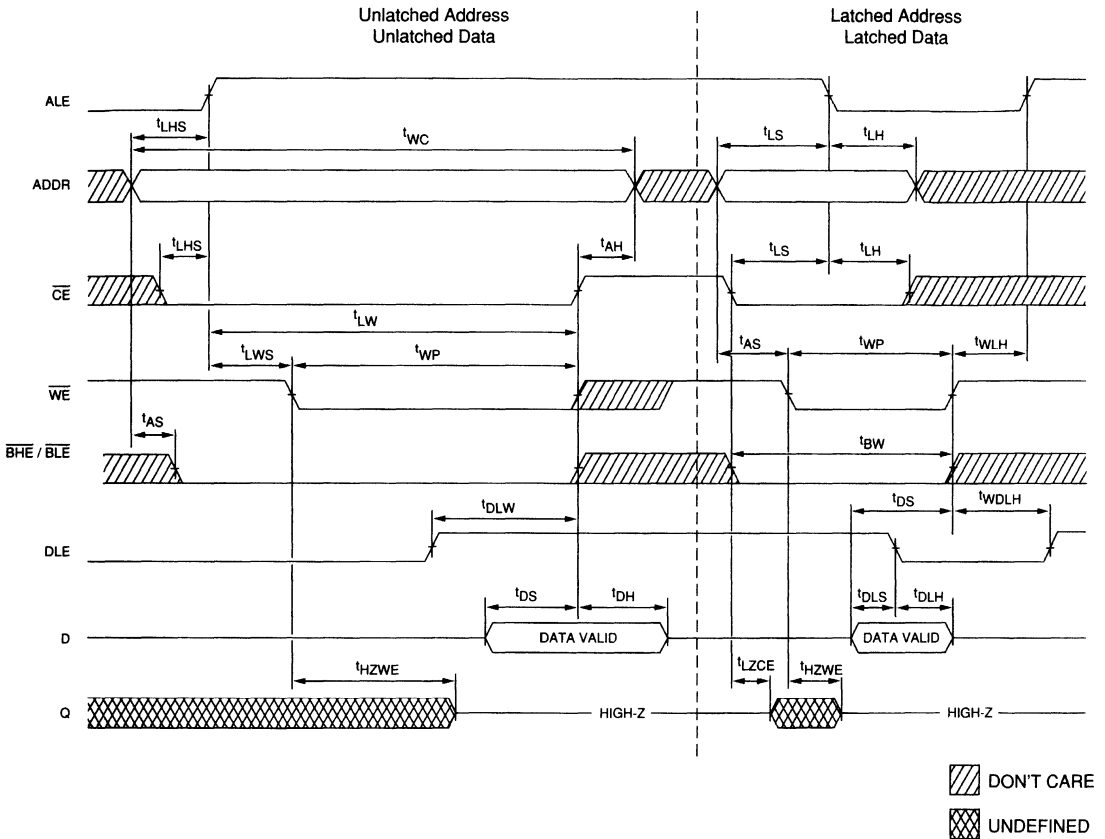 Unlatched Address
Unlatched Data
Latched Address
Latched Data
ALE
tLHS
tWC
tLS
tLH
ADDR
tLHS
tAH
tLS
tLH
CE
tLW
tLWS
tWP
tAS
tWP
tWLH
WE
tAS
BHE / BLE
tBW
tDLW
tDS
tWDLH
DLE
tDS
tDH
tDLS
tDLH
D
DATA VALID
DATA VALID
tHZWE
tLZCE
tHZWE
Q
HIGH-Z
HIGH-Z
DON'T CARE
UNDEFINED